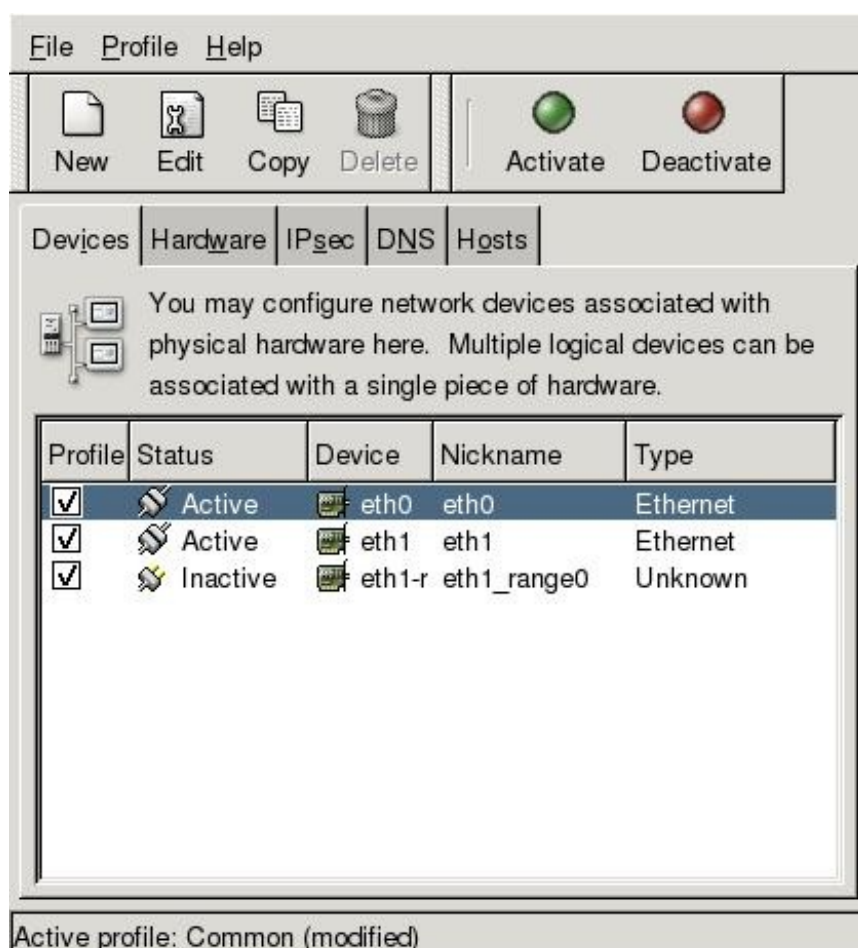 File Profile Help
New Edit Copy Delete Activate Deactivate
Devices Hardware IPsec DNS Hosts
You may configure network devices associated with
physical hardware here. Multiple logical devices can be
associated with a single piece of hardware.
Profile Status Device Nickname Type
Active eth0 eth0 Ethernet
Active eth1 eth1 Ethernet
Inactive eth1-r eth1_range0 Unknown
Active profile: Common (modified)